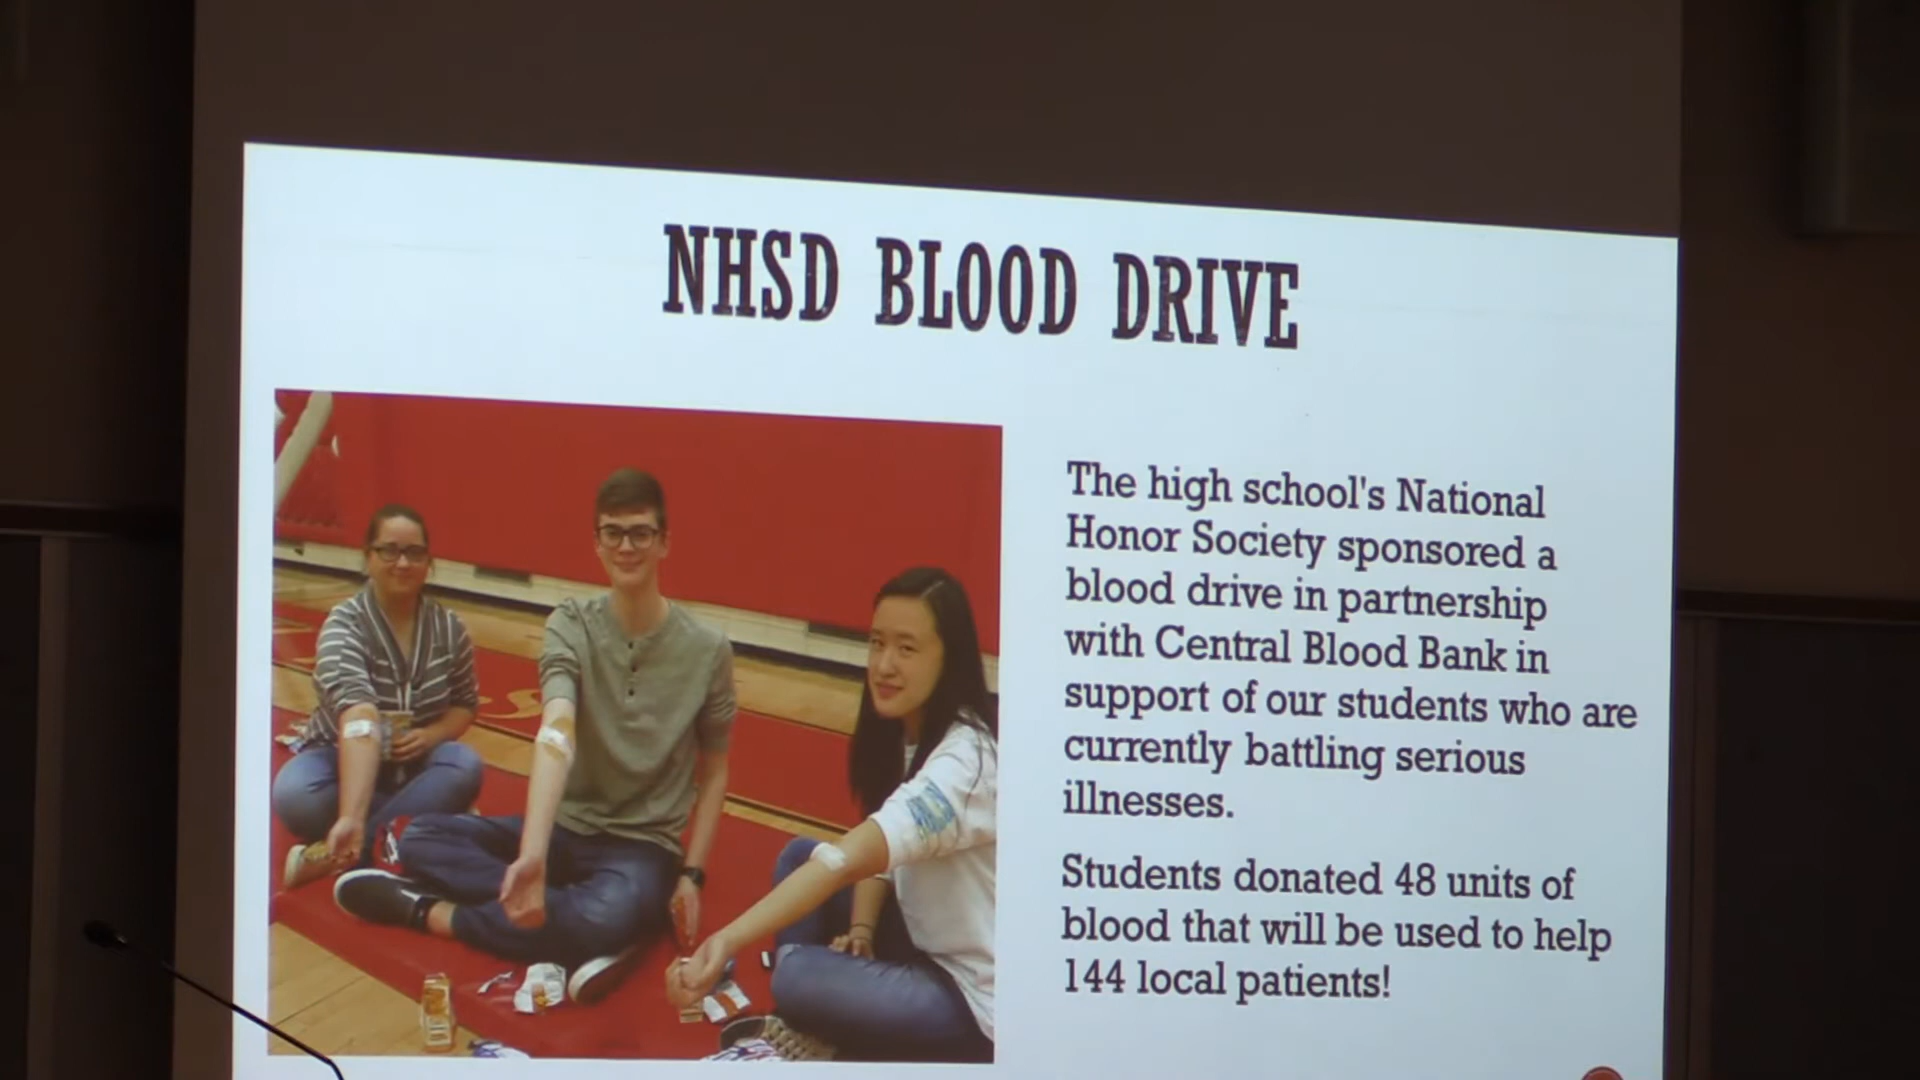 NHSD BLOOD DRIVE
The high school's National
Honor Society sponsored a
blood drive in partnership
with Central Blood Bank in
support of our students who are
currently battling serious
illnesses.
Students donated 48 units of
blood that will be used to help
144 local patients!